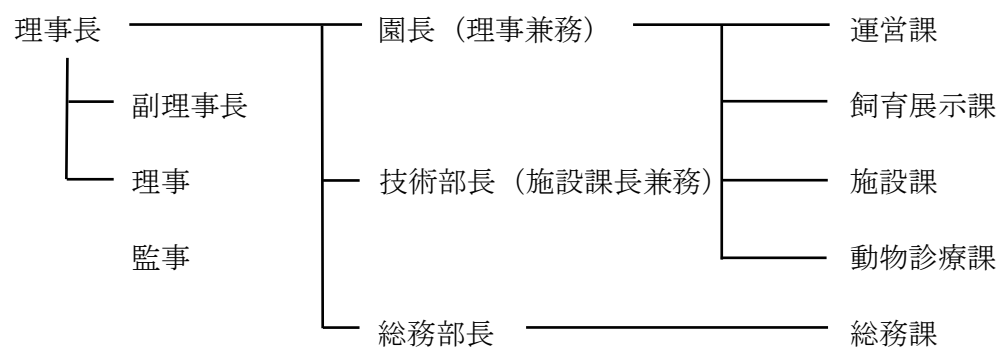 理事長 園長（理事兼務） 運営課
副理事長 飼育展示課
理事 技術部長（施設課長兼務） 施設課
監事 動物診療課
総務部長 総務課